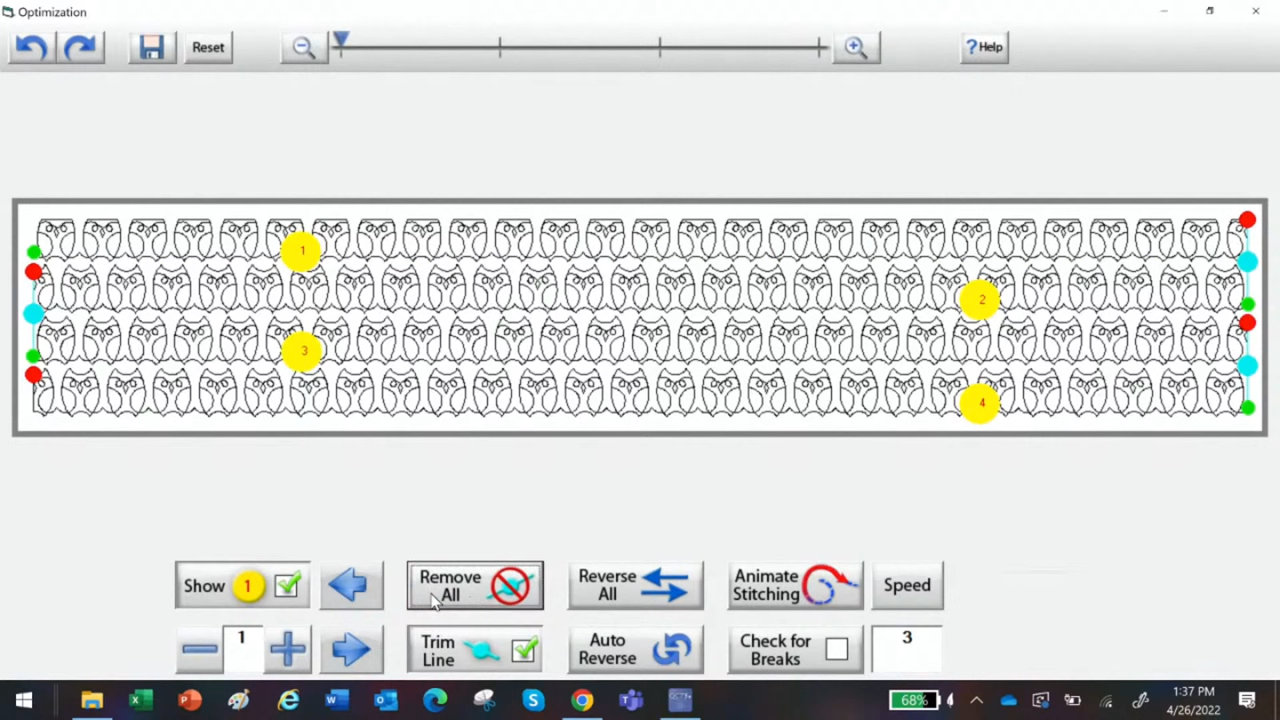 Optimization
Reset
? Help
1
2
3
4
Show 1
Remove All
Reverse All
Animate Stitching
Speed
1
Trim Line
Auto Reverse
Check for Breaks
3
68%
1:37 PM
4/26/2022